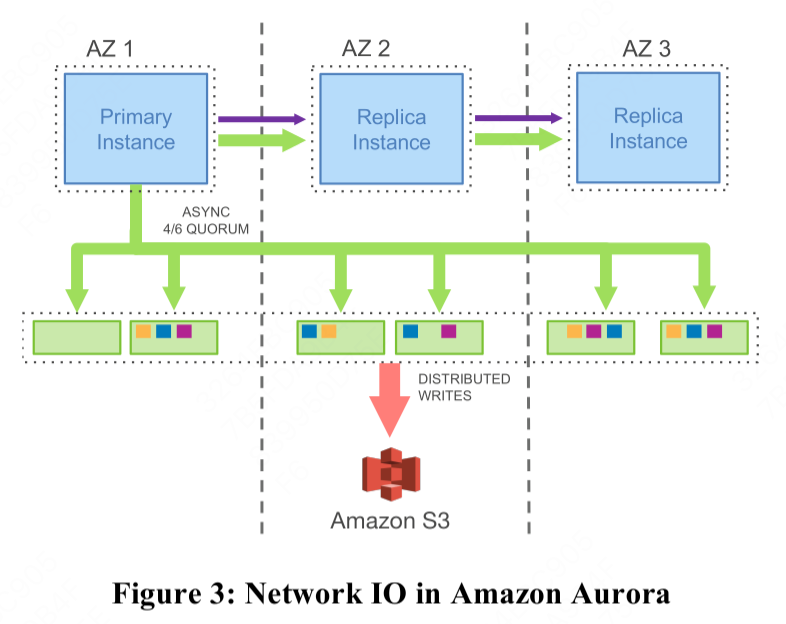 AZ 1
AZ 2
AZ 3
Primary
Instance
Replica
Instance
Replica
Instance
ASYNC
4/6 QUORUM
DISTRIBUTED
WRITES
Amazon S3
Figure 3: Network IO in Amazon Aurora